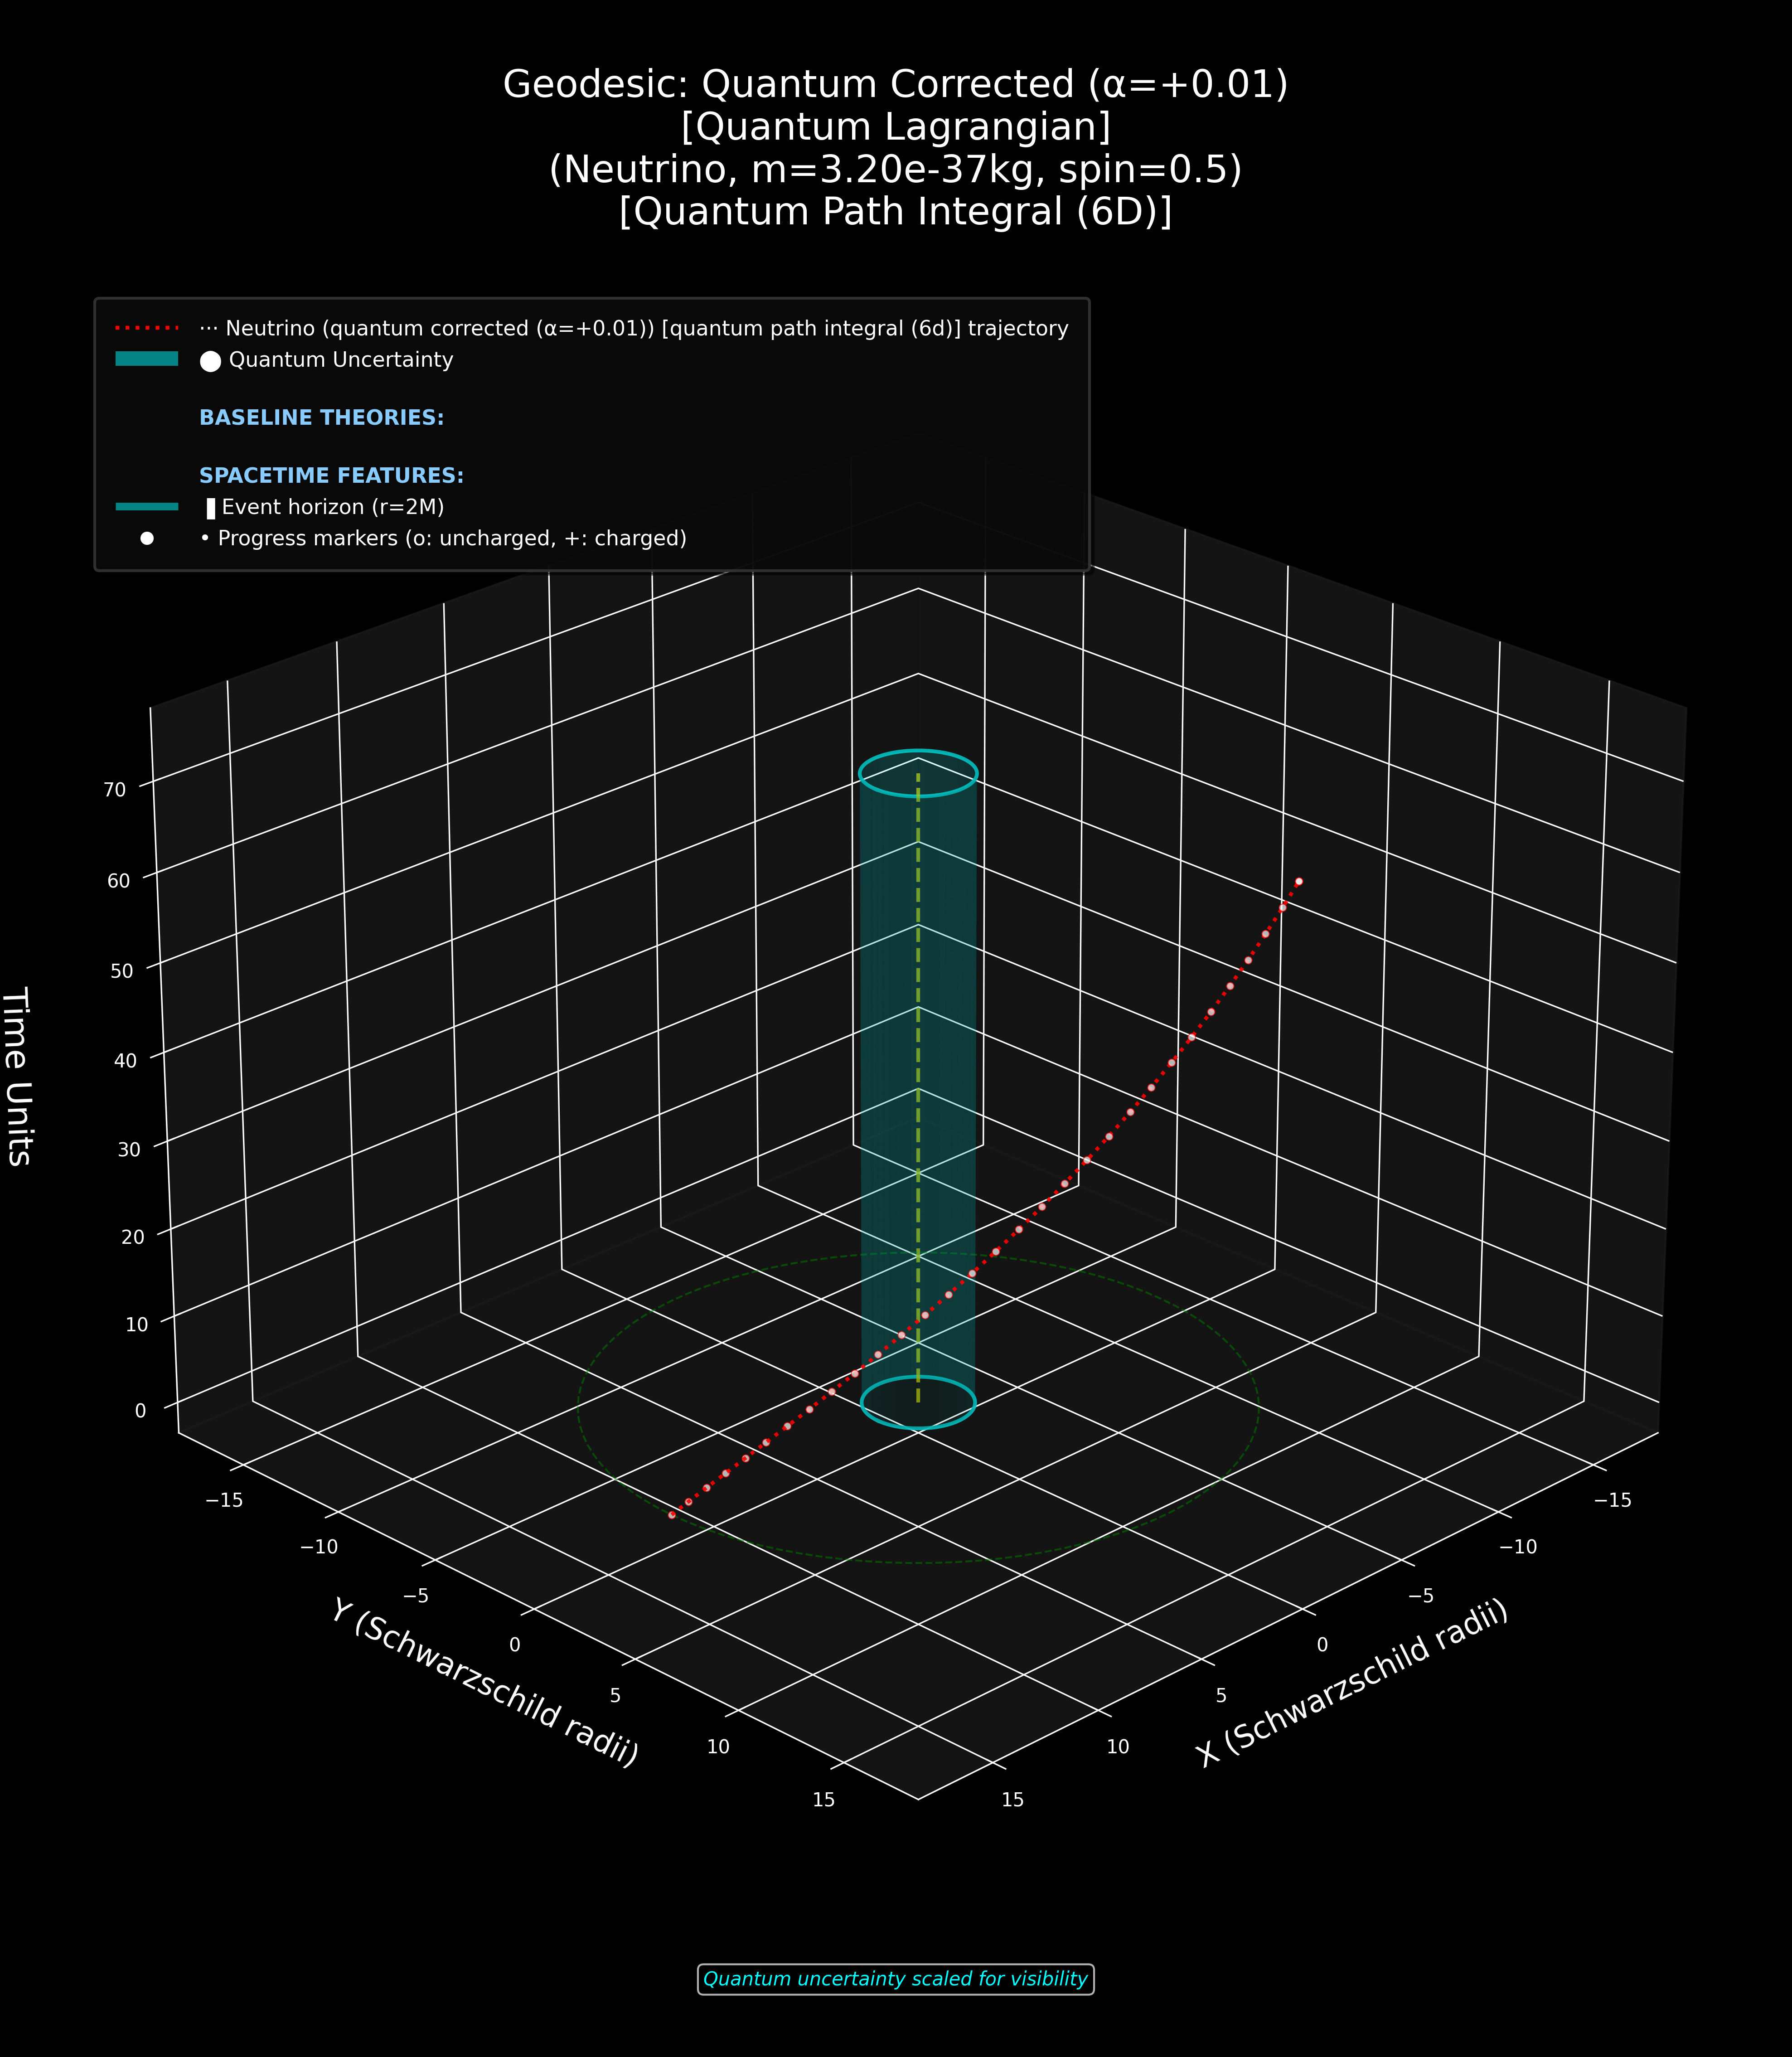 Geodesic: Quantum Corrected (α=+0.01)
[Quantum Lagrangian]
(Neutrino, m=3.20e-37kg, spin=0.5)
[Quantum Path Integral (6D)]
··· Neutrino (quantum corrected (α=+0.01)) [quantum path integral (6d)] trajectory
● Quantum Uncertainty
BASELINE THEORIES:
SPACETIME FEATURES:
▐ Event horizon (r=2M)
• Progress markers (o: uncharged, +: charged)
Time Units
70
60
50
40
30
20
10
0
−15
−10
−5
0
5
10
15
Y (Schwarzschild radii)
−15
−10
−5
0
5
10
15
X (Schwarzschild radii)
Quantum uncertainty scaled for visibility